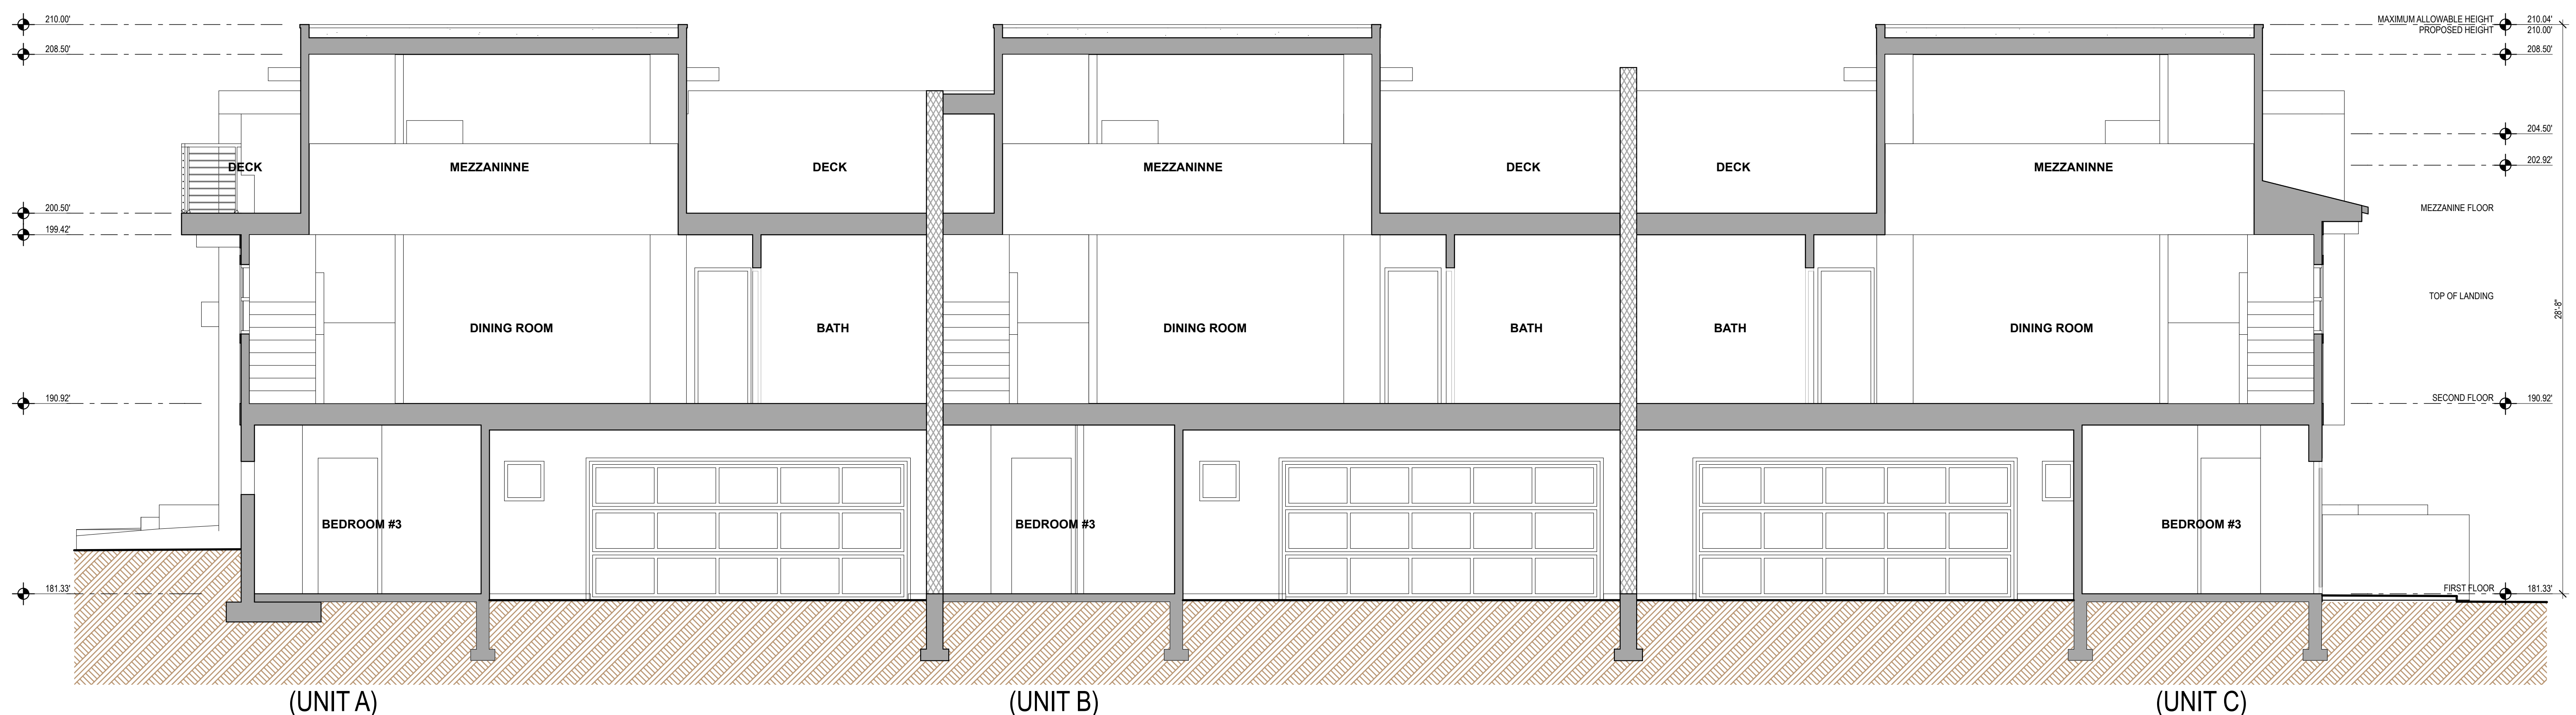 210.00'
MAXIMUM ALLOWABLE HEIGHT 210.04'
PROPOSED HEIGHT 210.00'
208.50'
208.50'
204.50'
DECK
MEZZANINNE
DECK
MEZZANINNE
DECK
DECK
MEZZANINNE
202.92'
200.50'
MEZZANINE FLOOR
199.42'
TOP OF LANDING
28'-8"
DINING ROOM
BATH
DINING ROOM
BATH
BATH
DINING ROOM
190.92'
SECOND FLOOR 190.92'
BEDROOM #3
BEDROOM #3
BEDROOM #3
181.33'
FIRST FLOOR 181.33'
(UNIT A)
(UNIT B)
(UNIT C)